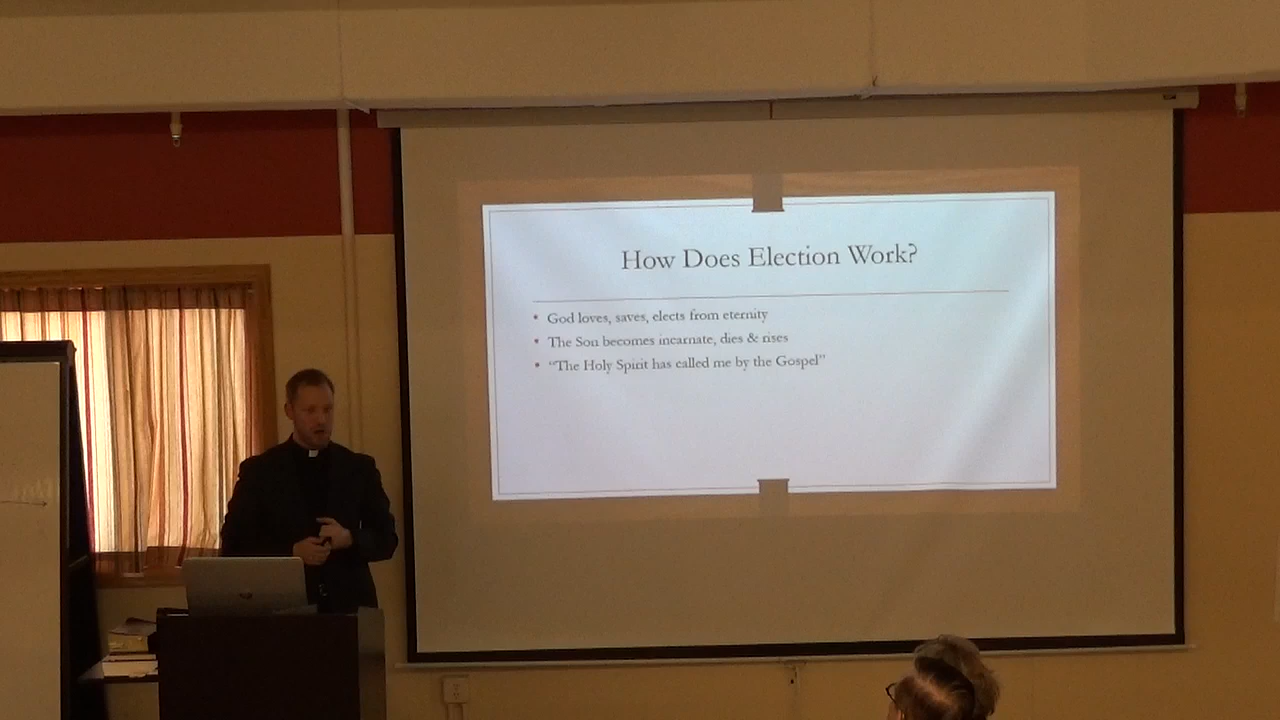 How Does Election Work?
• God loves, saves, elects from eternity
• The Son becomes incarnate, dies & rises
• “The Holy Spirit has called me by the Gospel”